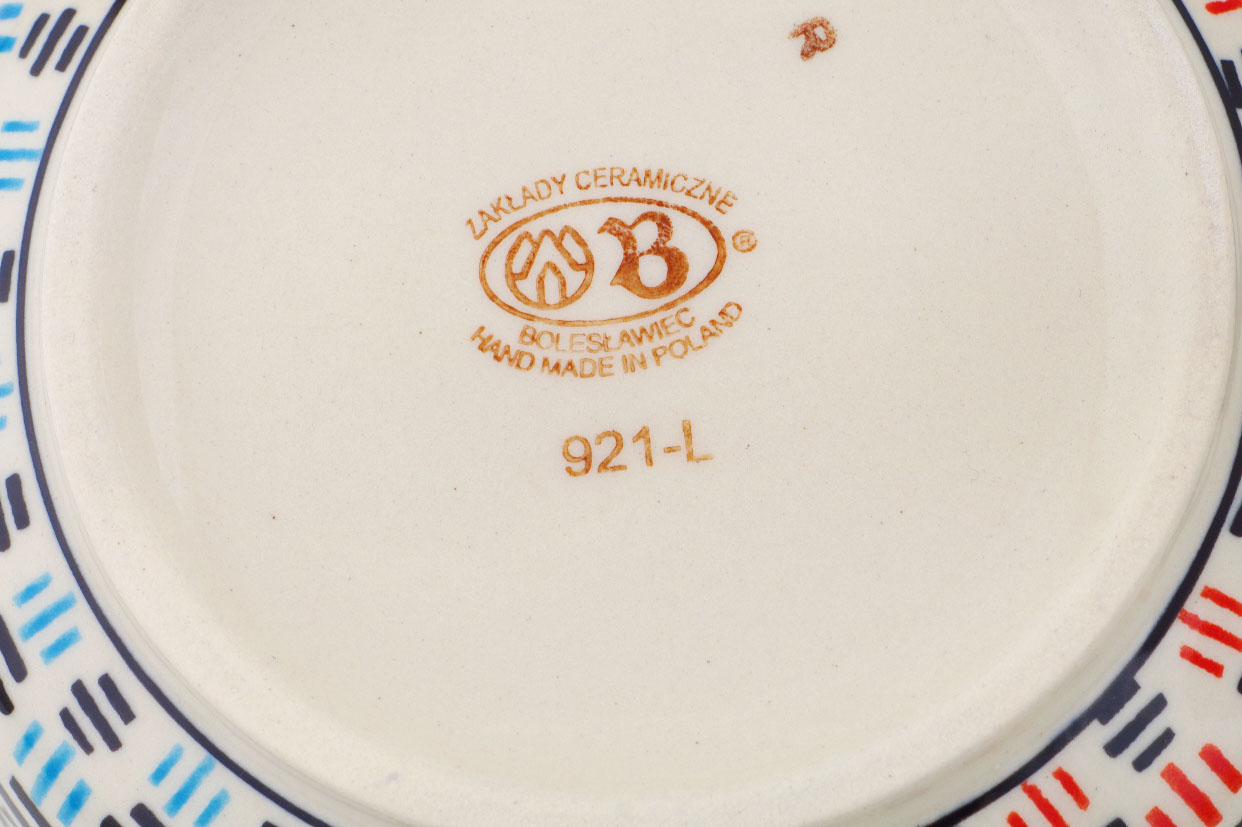 ZAKŁADY CERAMICZNE
B ®
BOLESŁAWIEC
HAND MADE IN POLAND
921-L